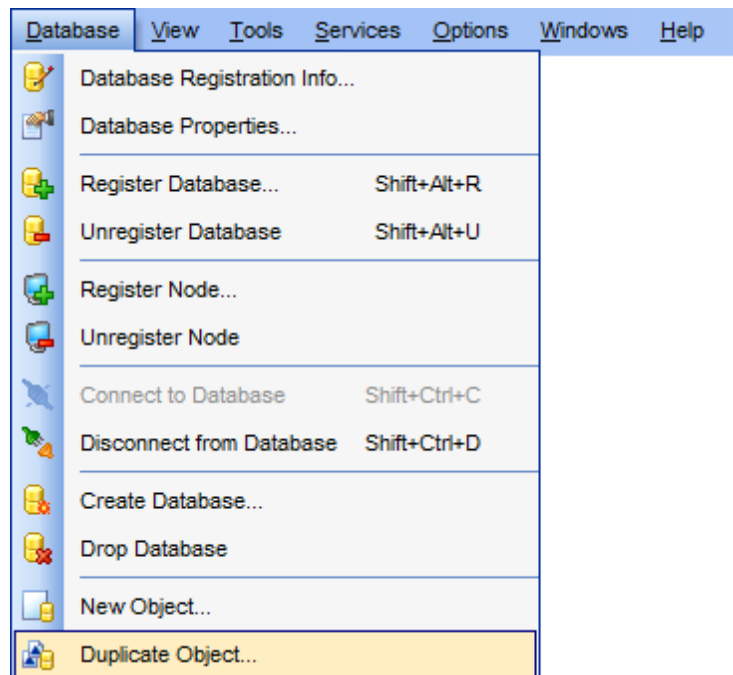 Database View Tools Services Options Windows Help
Database Registration Info...
Database Properties...
Register Database... Shift+Alt+R
Unregister Database Shift+Alt+U
Register Node...
Unregister Node
Connect to Database Shift+Ctrl+C
Disconnect from Database Shift+Ctrl+D
Create Database...
Drop Database
New Object...
Duplicate Object...